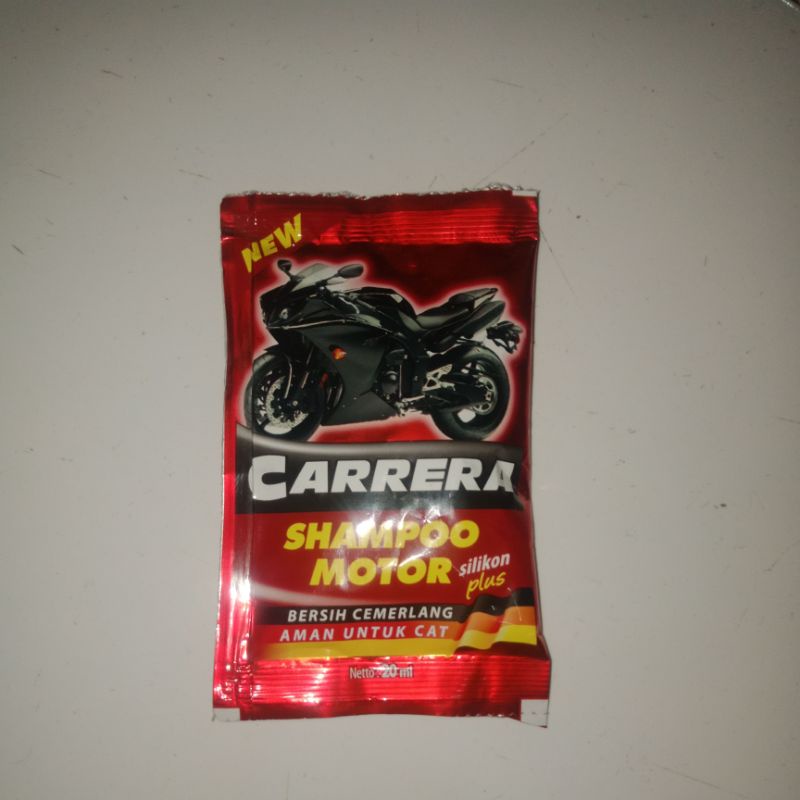 NEW
CARRERA
SHAMPOO
MOTOR
silikon
plus
BERSIH CEMERLANG
AMAN UNTUK CAT
Netto : 20 ml